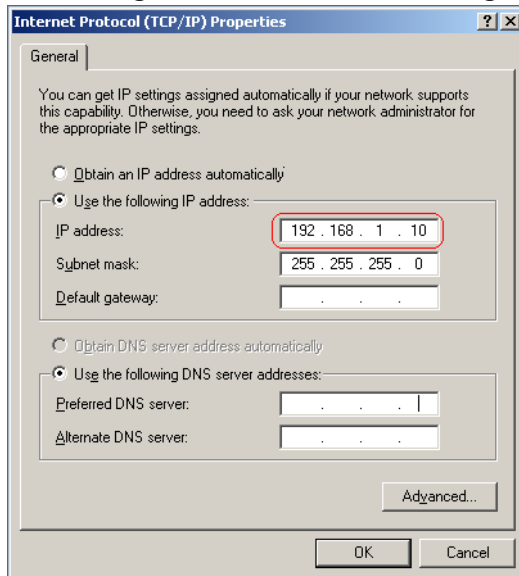 Internet Protocol (TCP/IP) Properties
General
You can get IP settings assigned automatically if your network supports
this capability. Otherwise, you need to ask your network administrator for
the appropriate IP settings.
Obtain an IP address automatically
Use the following IP address:
IP address: 192 . 168 . 1 . 10
Subnet mask: 255 . 255 . 255 . 0
Default gateway: . . .
Obtain DNS server address automatically
Use the following DNS server addresses:
Preferred DNS server: . . .
Alternate DNS server: . . .
Advanced...
OK Cancel